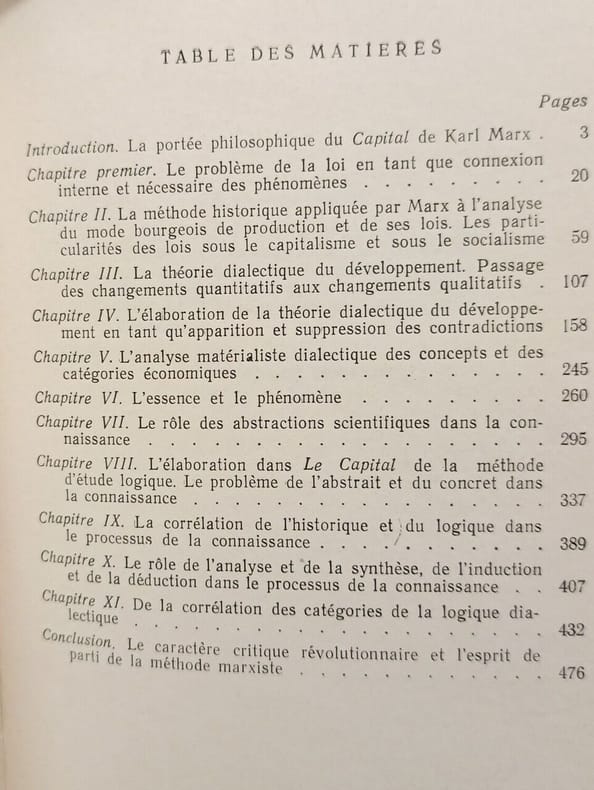 TABLE DES MATIERES
Pages
Introduction. La portée philosophique du Capital de Karl Marx . 3
Chapitre premier. Le problème de la loi en tant que connexion
interne et nécessaire des phénomènes . . . . . . . . 20
Chapitre II. La méthode historique appliquée par Marx à l'analyse
du mode bourgeois de production et de ses lois. Les parti-
cularités des lois sous le capitalisme et sous le socialisme 59
Chapitre III. La théorie dialectique du développement. Passage
des changements quantitatifs aux changements qualitatifs . 107
Chapitre IV. L'élaboration de la théorie dialectique du développe-
ment en tant qu'apparition et suppression des contradictions 158
Chapitre V. L'analyse matérialiste dialectique des concepts et des
catégories économiques . . . . . . . . . . . . . 245
Chapitre VI. L'essence et le phénomène . . . . . . . . 260
Chapitre VII. Le rôle des abstractions scientifiques dans la con-
naissance . . . . . . . . . . . . . . . . . . 295
Chapitre VIII. L'élaboration dans Le Capital de la méthode
d'étude logique. Le problème de l'abstrait et du concret dans
la connaissance . . . . . . . . . . . . . . . . 337
Chapitre IX. La corrélation de l'historique et du logique dans
le processus de la connaissance . . . . . . . . . . 389
Chapitre X. Le rôle de l'analyse et de la synthèse, de l'induction
et de la déduction dans le processus de la connaissance . . 407
Chapitre XI. De la corrélation des catégories de la logique dia-
lectique . . . . . . . . . . . . . . . . . . . 432
Conclusion. Le caractère critique révolutionnaire et l'esprit de
parti de la méthode marxiste . . . . . . . . . . . 476